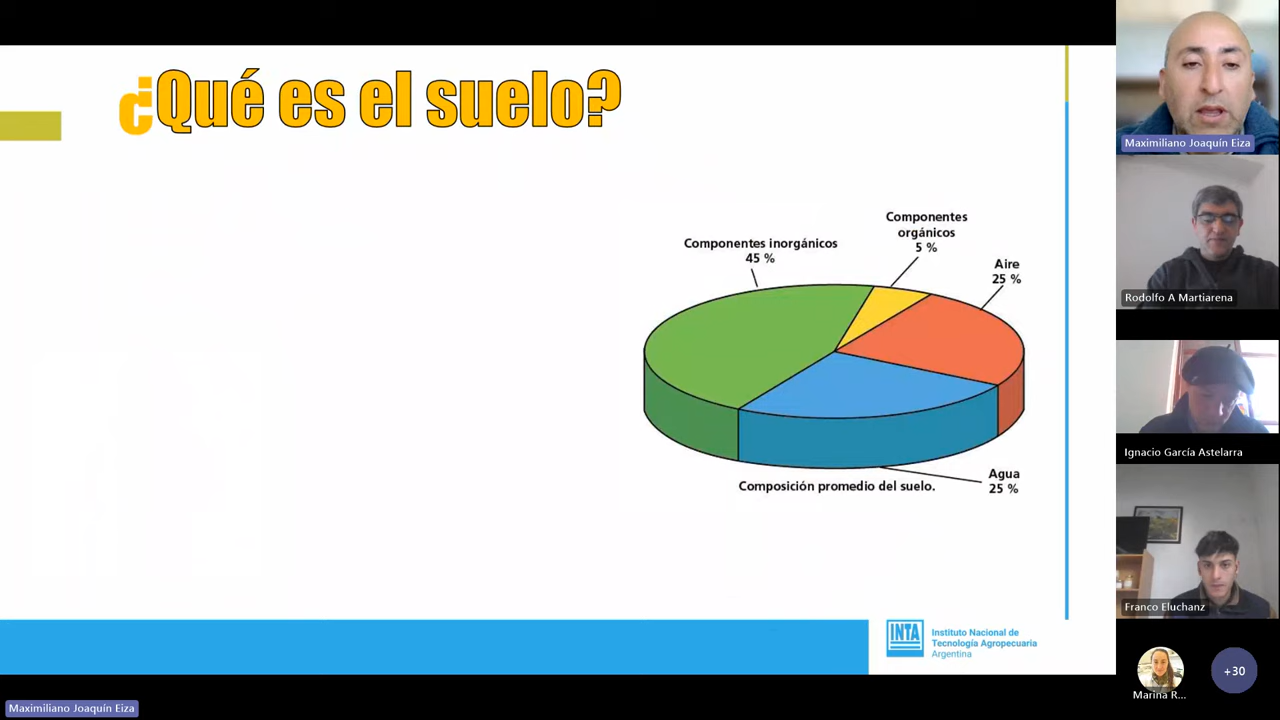 ¿Qué es el suelo?
Componentes inorgánicos
45 %
Componentes
orgánicos
5 %
Aire
25 %
Agua
25 %
Composición promedio del suelo.
INTA
Instituto Nacional de
Tecnología Agropecuaria
Argentina
Maximiliano Joaquín Eiza
Rodolfo A Martiarena
Ignacio García Astelarra
Franco Eluchanz
Marina R...
+30
Maximiliano Joaquín Eiza